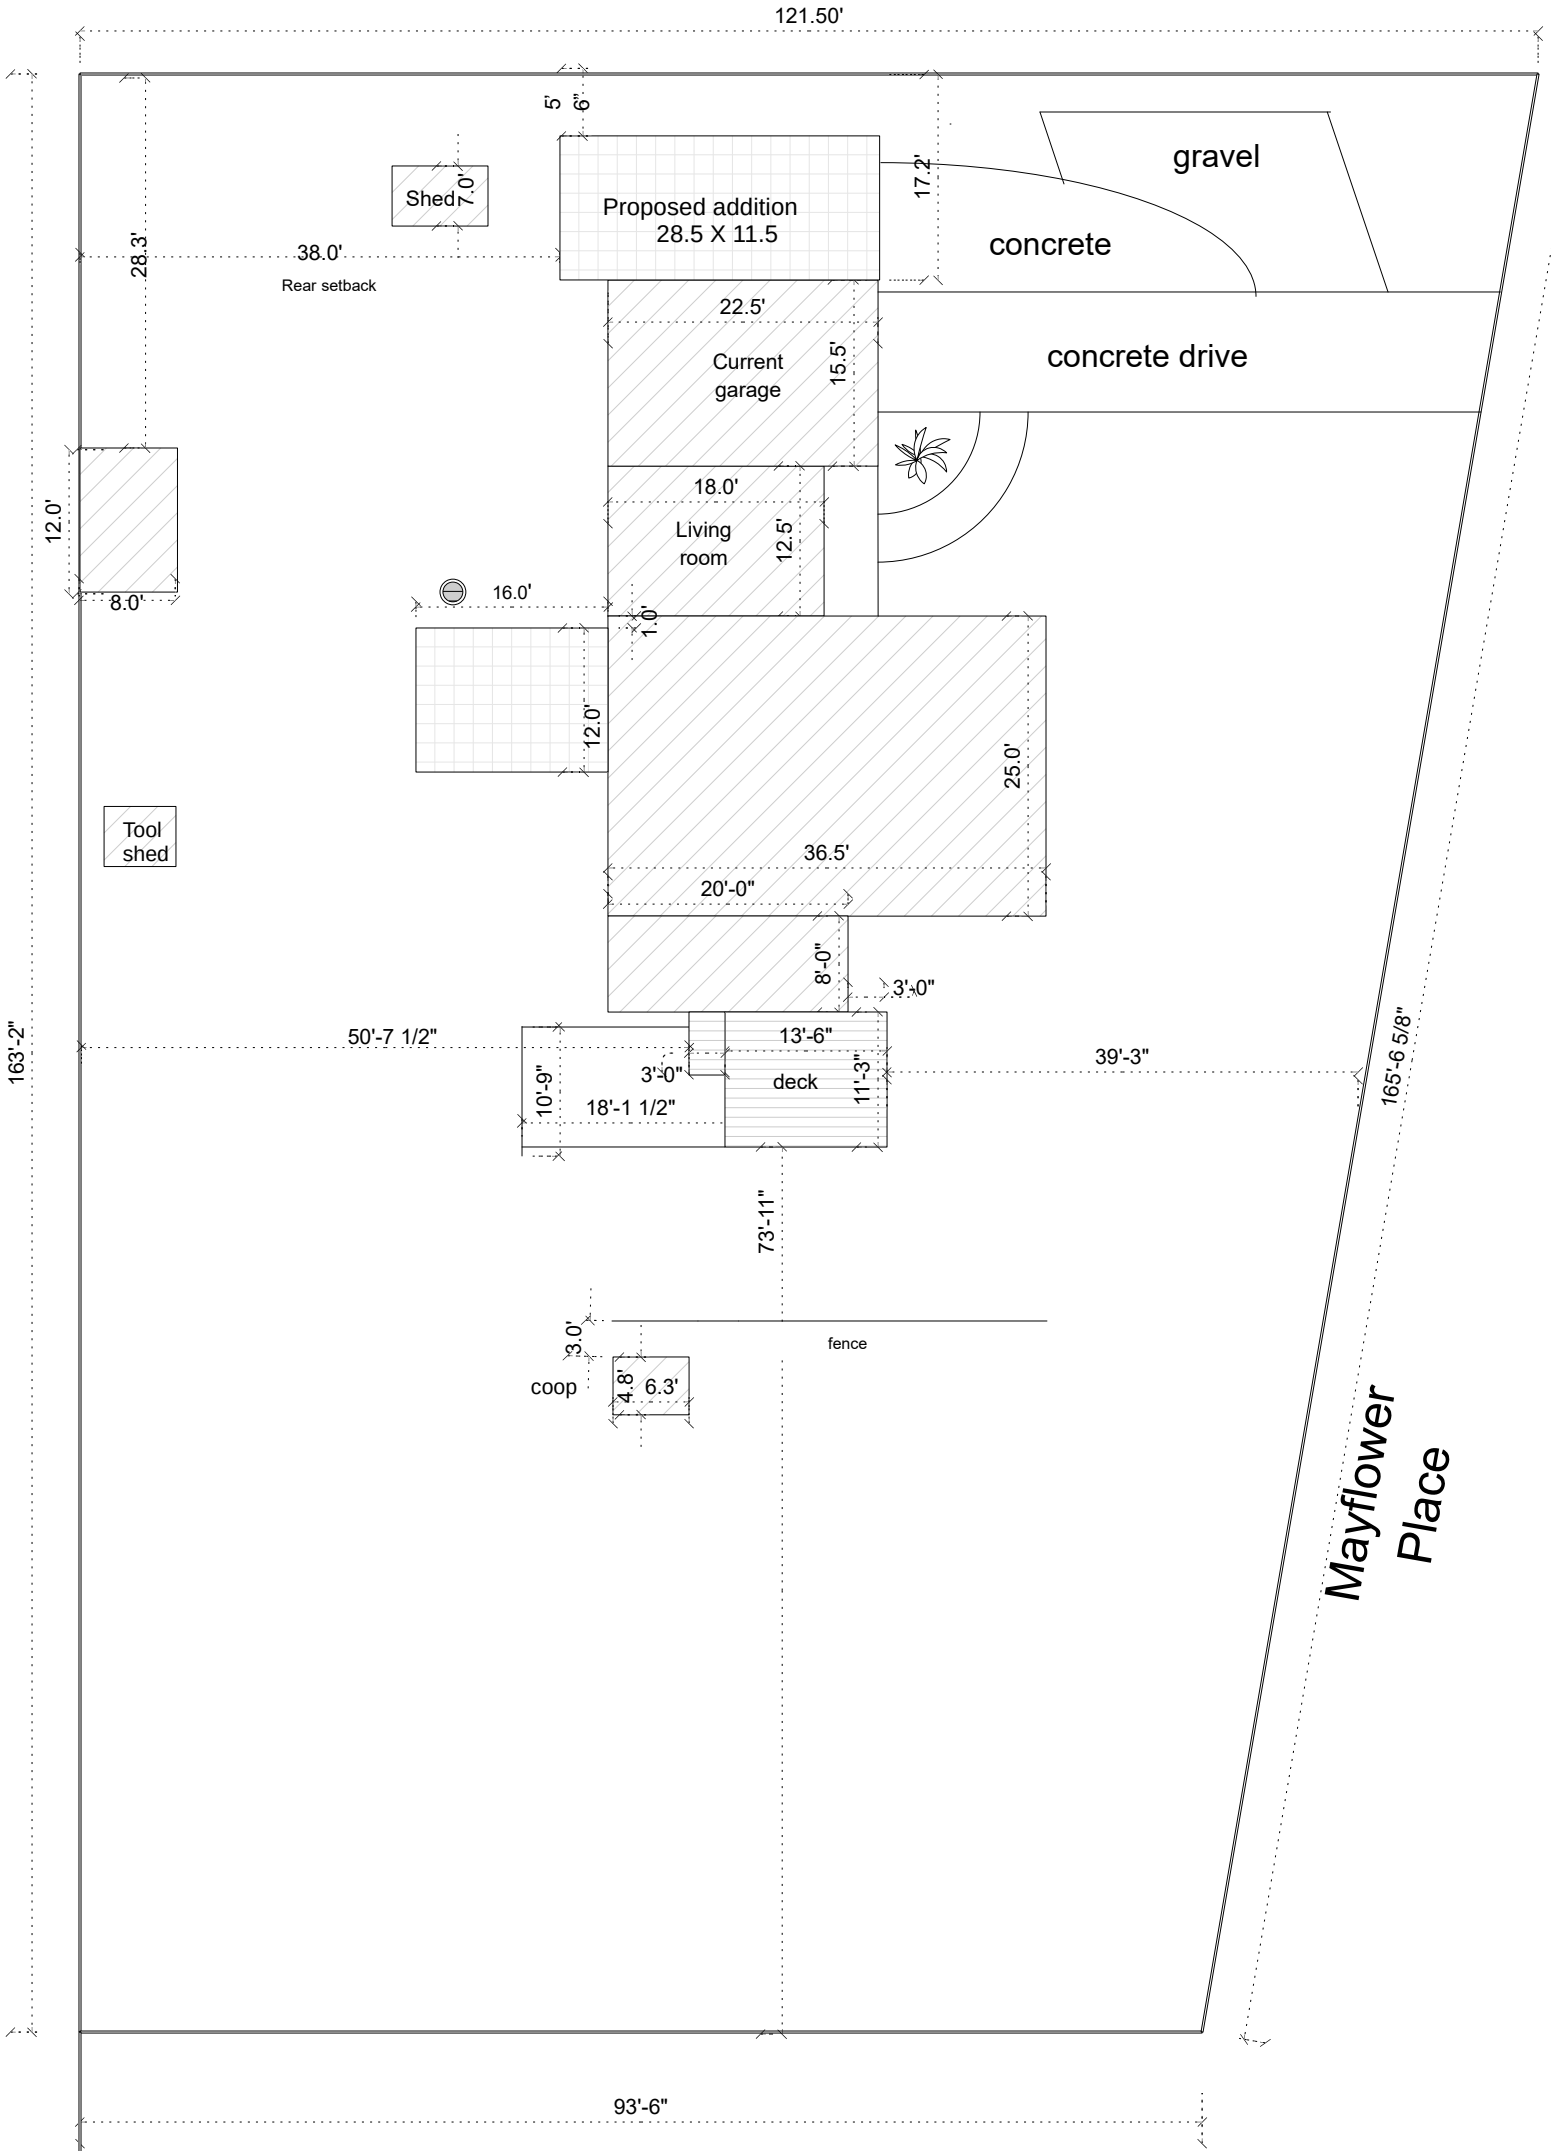 121.50'
5'
6"
17.2'
gravel
Shed
7.0'
Proposed addition
28.5 X 11.5
28.3'
38.0'
Rear setback
concrete
22.5'
Current
garage
15.5'
concrete drive
18.0'
Living
room
12.5'
12.0'
8.0'
16.0'
1.0'
12.0'
25.0'
Tool
shed
36.5'
20'-0"
8'-0"
3'-0"
163'-2"
50'-7 1/2"
13'-6"
39'-3"
165'-6 5/8"
3'-0"
deck
11'-3"
10'-9"
18'-1 1/2"
73'-11"
3.0'
fence
coop
4.8'
6.3'
Mayflower
Place
93'-6"